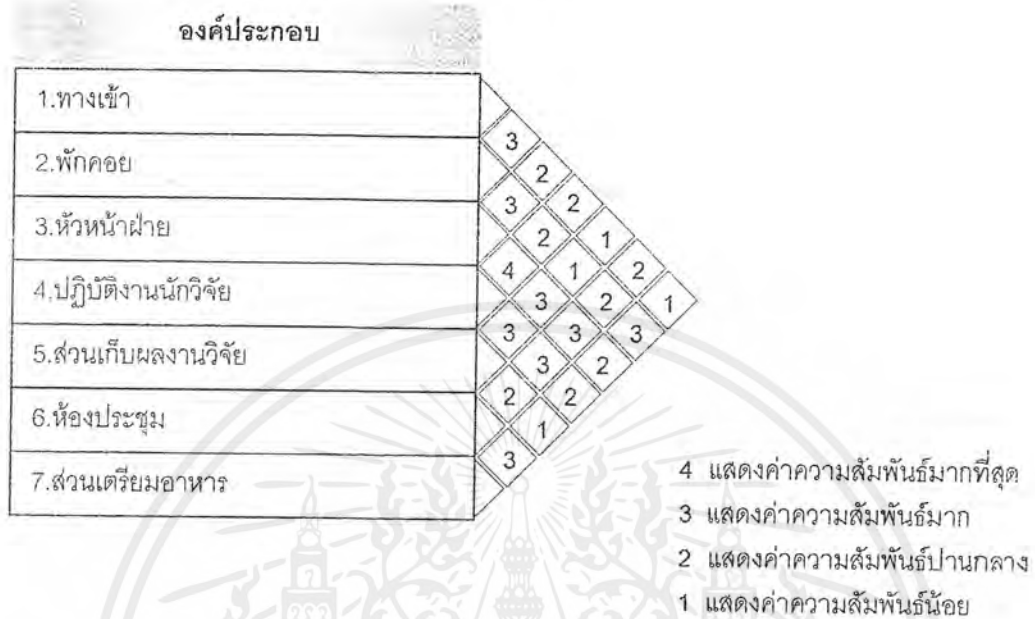 องค์ประกอบ
1.ทางเข้า
2.พักคอย
3.หัวหน้าฝ่าย
4.ปฏิบัติงานนักวิจัย
5.ส่วนเก็บผลงานวิจัย
6.ห้องประชุม
7.ส่วนเตรียมอาหาร
3
2
3 2
2 1
4 1 2
3 2 1
3 3 3
3 2
2 2
1
3
4 แสดงค่าความสัมพันธ์มากที่สุด
3 แสดงค่าความสัมพันธ์มาก
2 แสดงค่าความสัมพันธ์ปานกลาง
1 แสดงค่าความสัมพันธ์น้อย